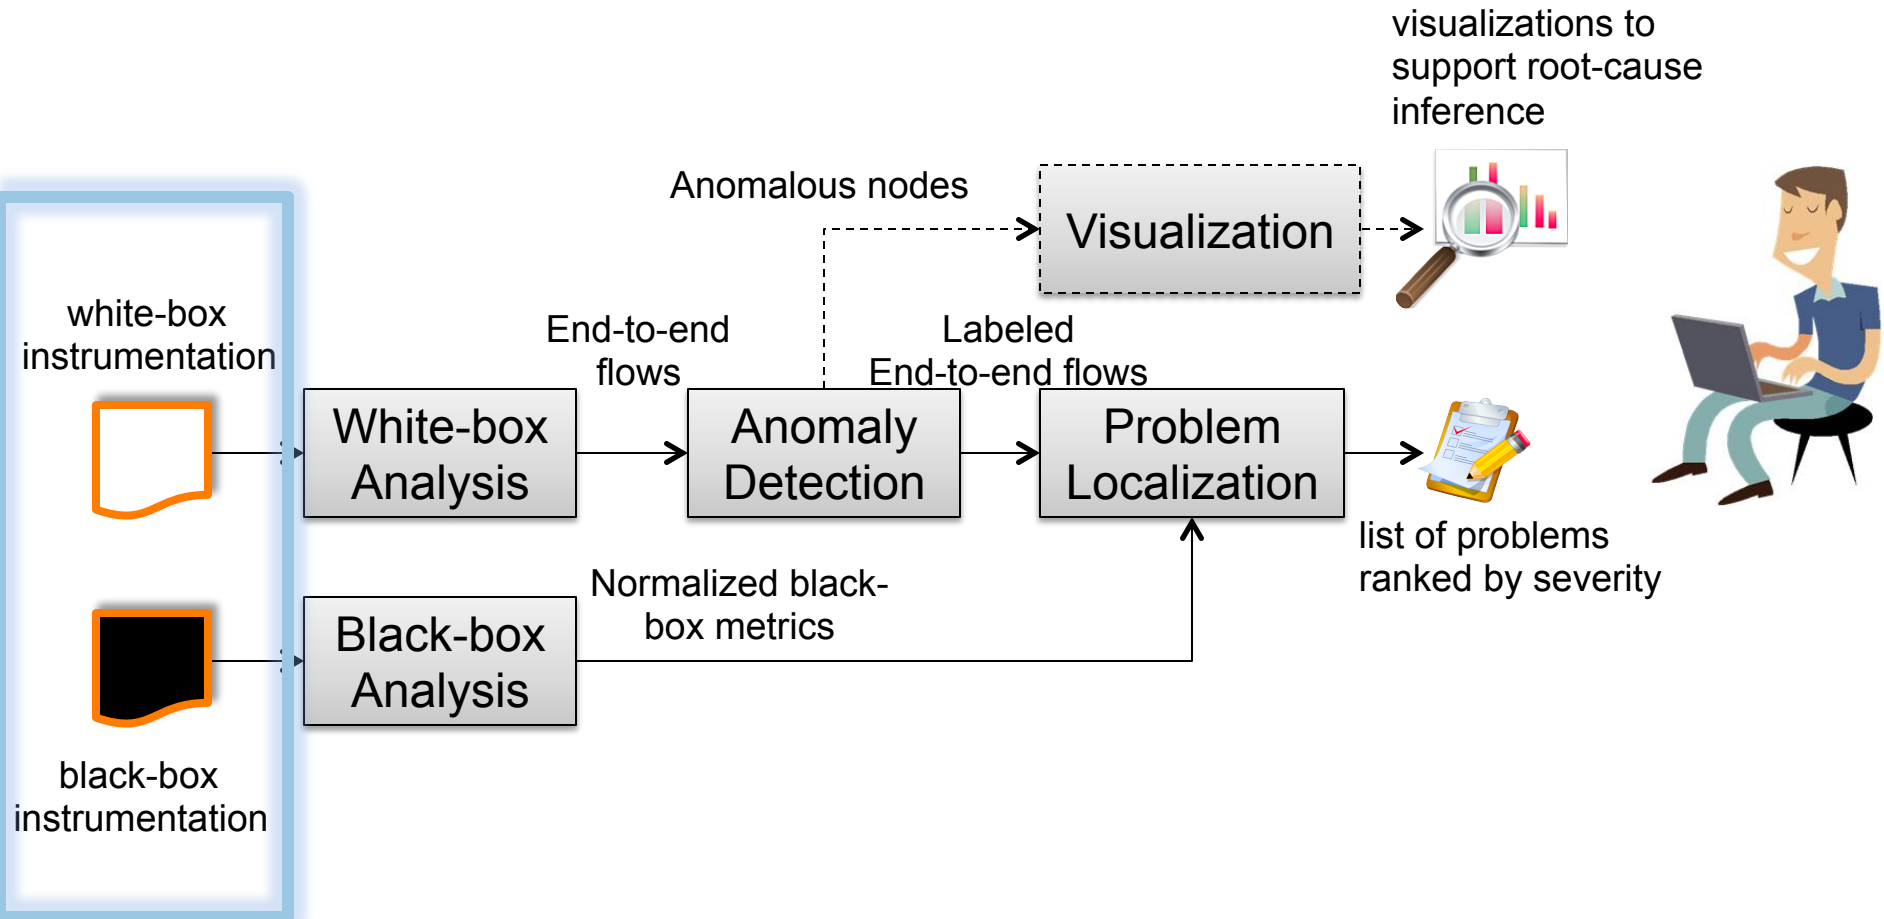 visualizations to
support root-cause
inference
Anomalous nodes
Visualization
white-box
instrumentation
End-to-end
flows
Labeled
End-to-end flows
White-box
Analysis
Anomaly
Detection
Problem
Localization
list of problems
ranked by severity
Normalized black-
box metrics
Black-box
Analysis
black-box
instrumentation